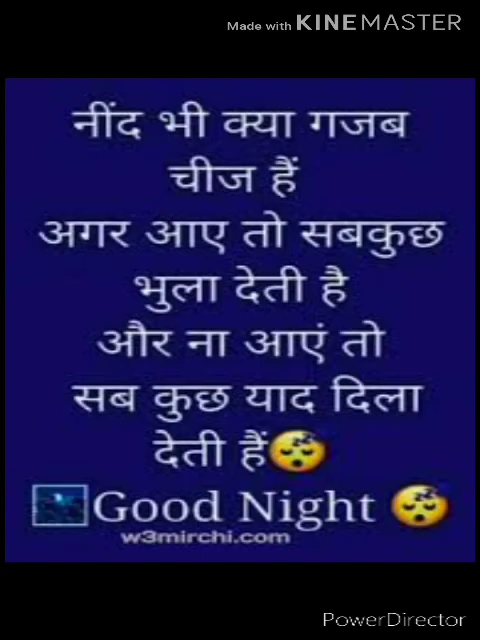 Made with KINEMASTER
नींद भी क्या गजब
चीज हैं
अगर आए तो सबकुछ
भुला देती है
और ना आएं तो
सब कुछ याद दिला
देती हैं😴
Good Night 😴
w3mirchi.com
PowerDirector